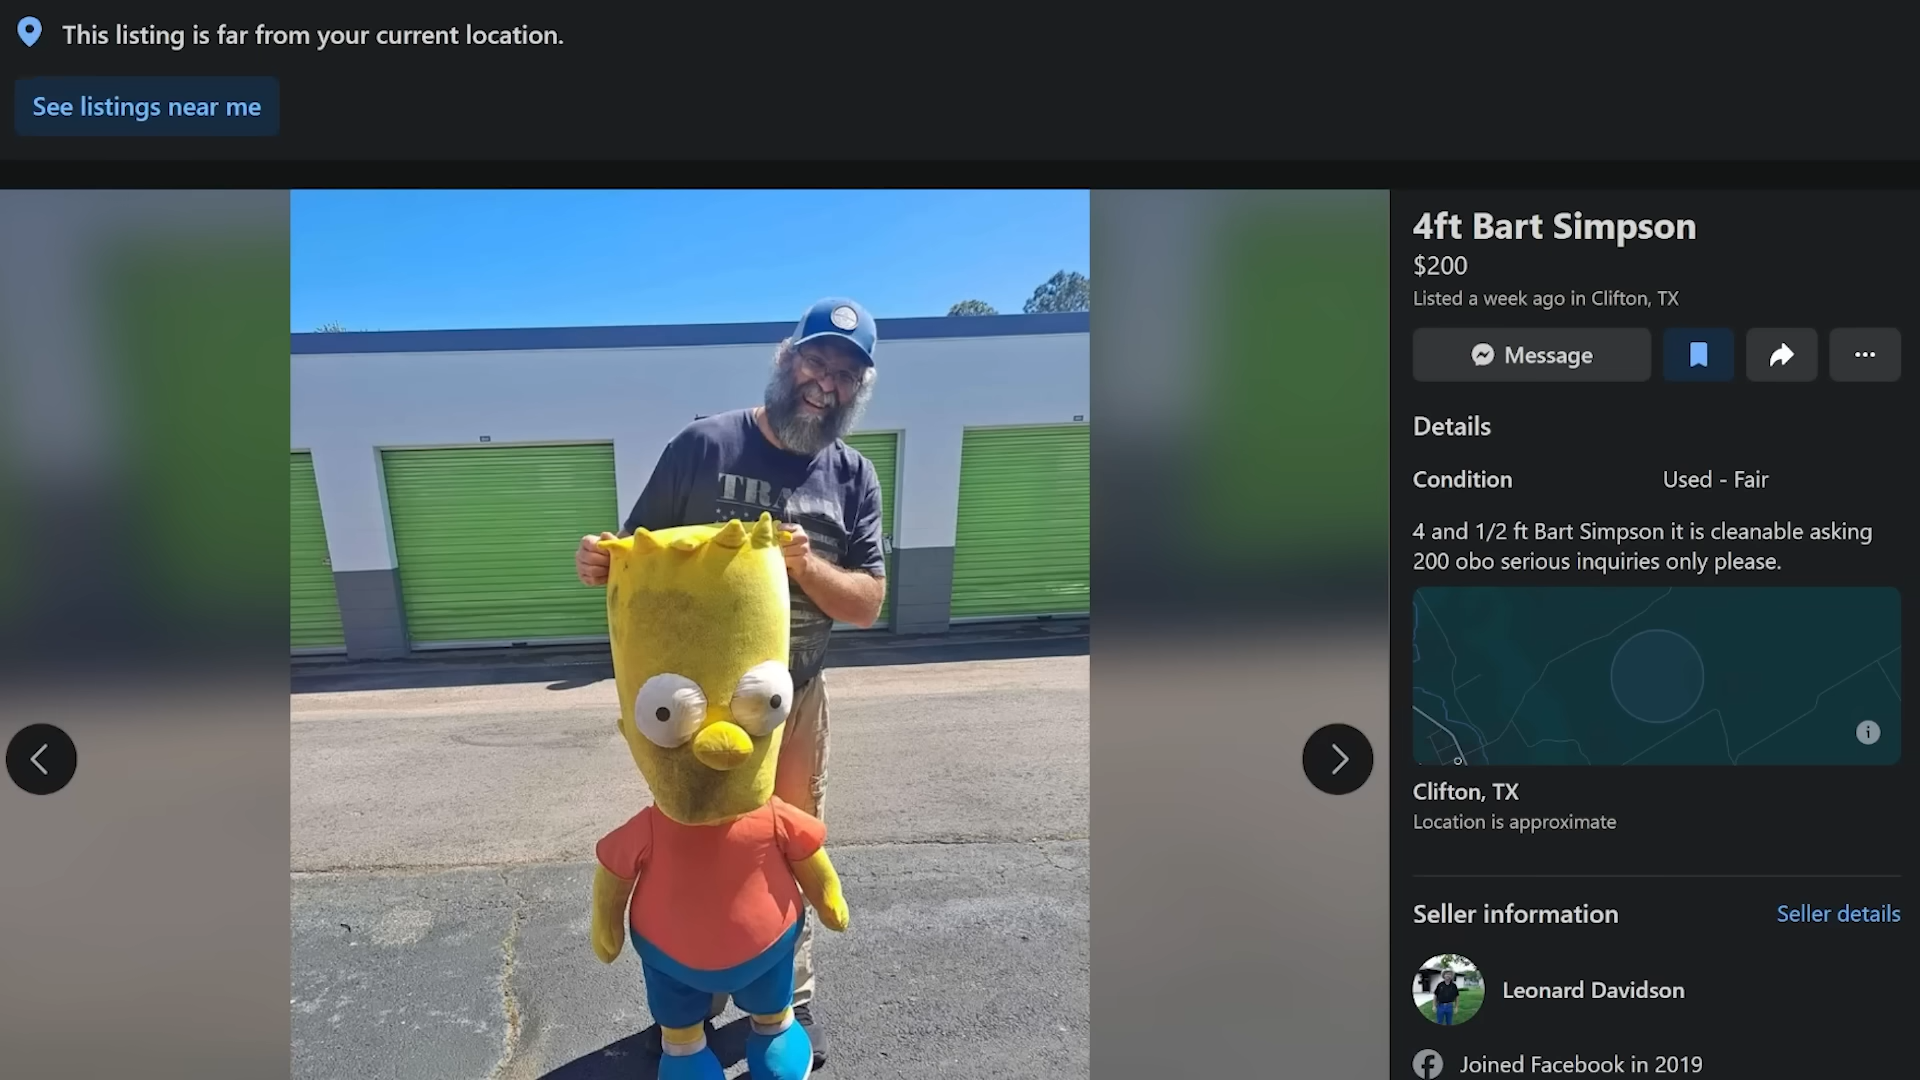 This listing is far from your current location.
See listings near me
4ft Bart Simpson
$200
Listed a week ago in Clifton, TX
Message
Details
Condition Used - Fair
4 and 1/2 ft Bart Simpson it is cleanable asking
200 obo serious inquiries only please.
Clifton, TX
Location is approximate
Seller information Seller details
Leonard Davidson
Joined Facebook in 2019